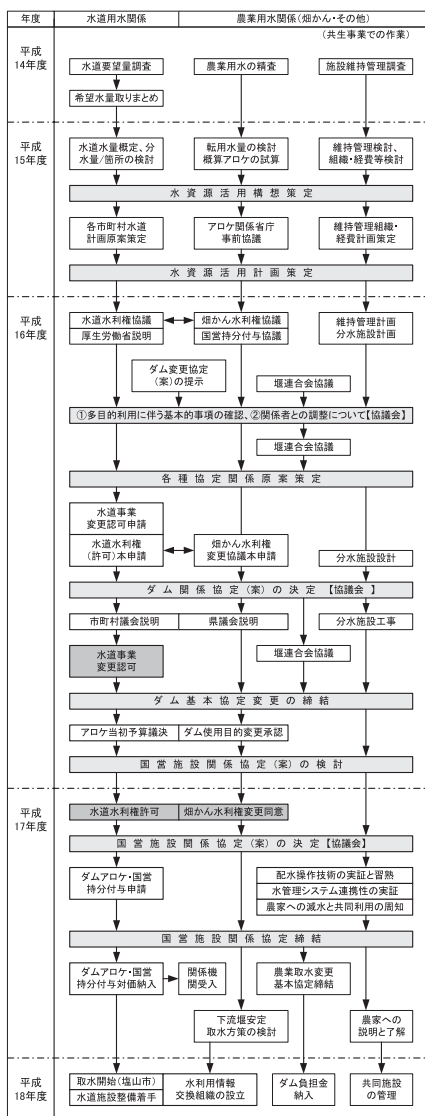 年度 水道用水関係 農業用水関係(畑かん・その他)
(共生事業での作業)
平成
14年度
水道要望量調査 農業用水の精査 施設維持管理調査
希望水量取りまとめ
平成
15年度
水道水量概定、分
水量/箇所の検討
転用水量の検討
概算アロケの試算
維持管理検討、
組織・経費等検討
水資源活用構想策定
各市町村水道
計画原案策定
アロケ関係省庁
事前協議
維持管理組織・
経費計画策定
水資源活用計画策定
平成
16年度
水道水利権協議
厚生労働省説明
畑かん水利権協議
国営持分付与協議
維持管理計画
分水施設計画
ダム変更協定
(案)の提示
堰連合会協議
①多目的利用に伴う基本的事項の確認、②関係者との調整について【協議会】
堰連合会協議
各種協定関係原案策定
水道事業
変更認可申請
水道水利権
(許可)本申請
畑かん水利権
変更協議本申請
分水施設設計
ダム関係協定(案)の決定【協議会】
市町村議会説明 県議会説明 分水施設工事
水道事業
変更認可
堰連合会協議
ダム基本協定変更の締結
アロケ当初予算議決 ダム使用目的変更承認
国営施設関係協定(案)の検討
平成
17年度
水道水利権許可 畑かん水利権変更同意
国営施設関係協定(案)の決定【協議会】
ダムアロケ・国営
持分付与申請
配水操作技術の実証と習熟
水管理システム連携性の実証
農家への減水と共同利用の周知
国営施設関係協定締結
ダムアロケ・国営
持分付与対価納入
関係機
関受入
農業取水変更
基本協定締結
下流堰安定
取水方策の検討
農家への
説明と了解
平成
18年度
取水開始(塩山市)
水道施設整備着手
水利用情報
交換組織の設立
ダム負担金
納入
共同施設
の管理